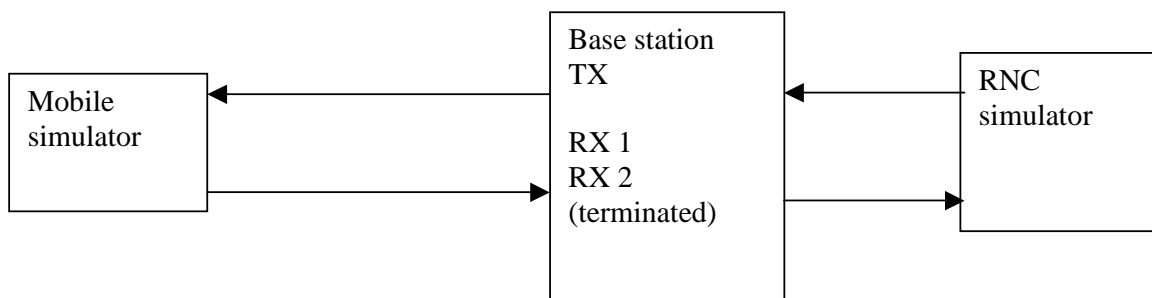 Mobile
simulator
Base station
TX
RX 1
RX 2
(terminated)
RNC
simulator